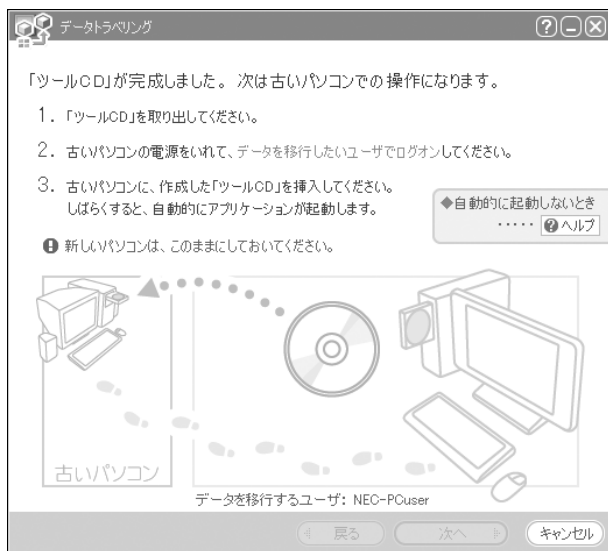 データトラベリング
「ツールCD」が完成しました。次は古いパソコンでの操作になります。
1. 「ツールCD」を取り出してください。
2. 古いパソコンの電源をいれて、データを移行したいユーザでログオンしてください。
3. 古いパソコンに、作成した「ツールCD」を挿入してください。
しばらくすると、自動的にアプリケーションが起動します。
◆自動的に起動しないとき
‥‥‥ ?ヘルプ
! 新しいパソコンは、このままにしておいてください。
古いパソコン
データを移行するユーザ: NEC-PCuser
戻る
次へ
キャンセル